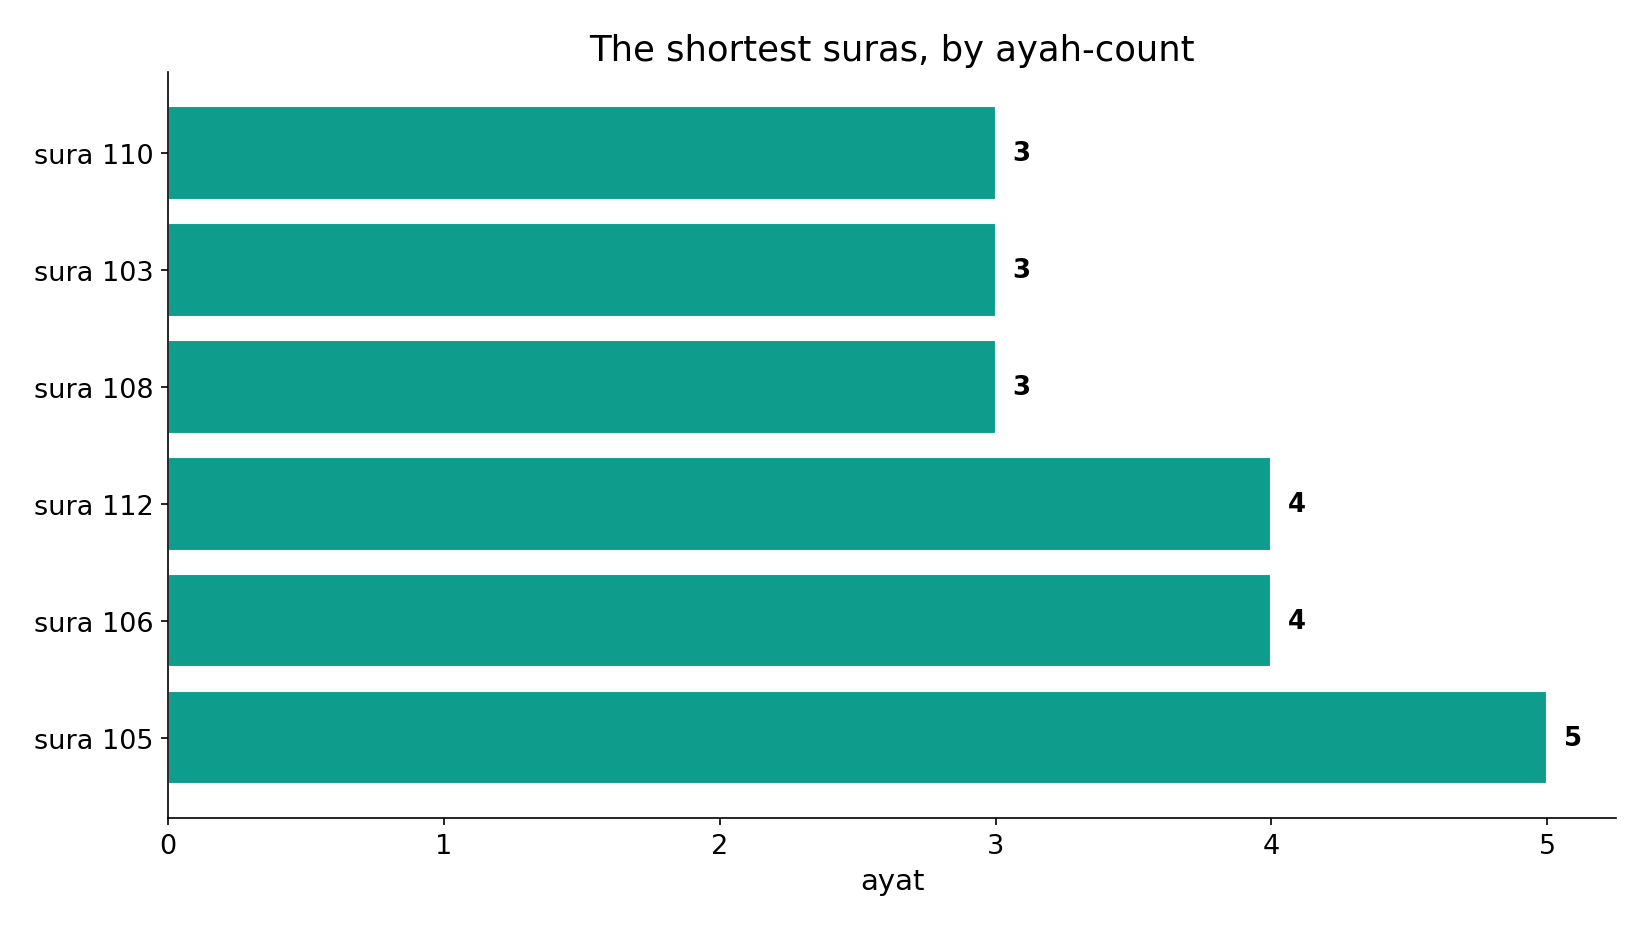 The shortest suras, by ayah-count
sura 110 3
sura 103 3
sura 108 3
sura 112 4
sura 106 4
sura 105 5
0 1 2 3 4 5
ayat